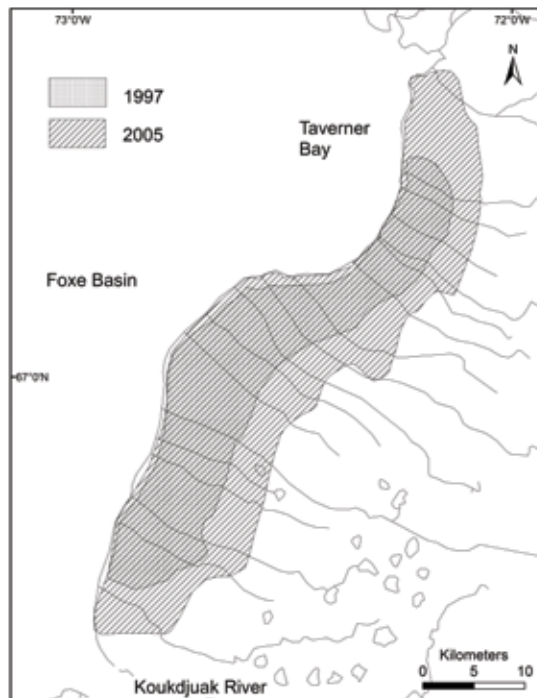 73°0'W
72°0'W
N
1997
2005
Taverner
Bay
Foxe Basin
67°0'N
Kilometers
0 5 10
Koukdjuak River